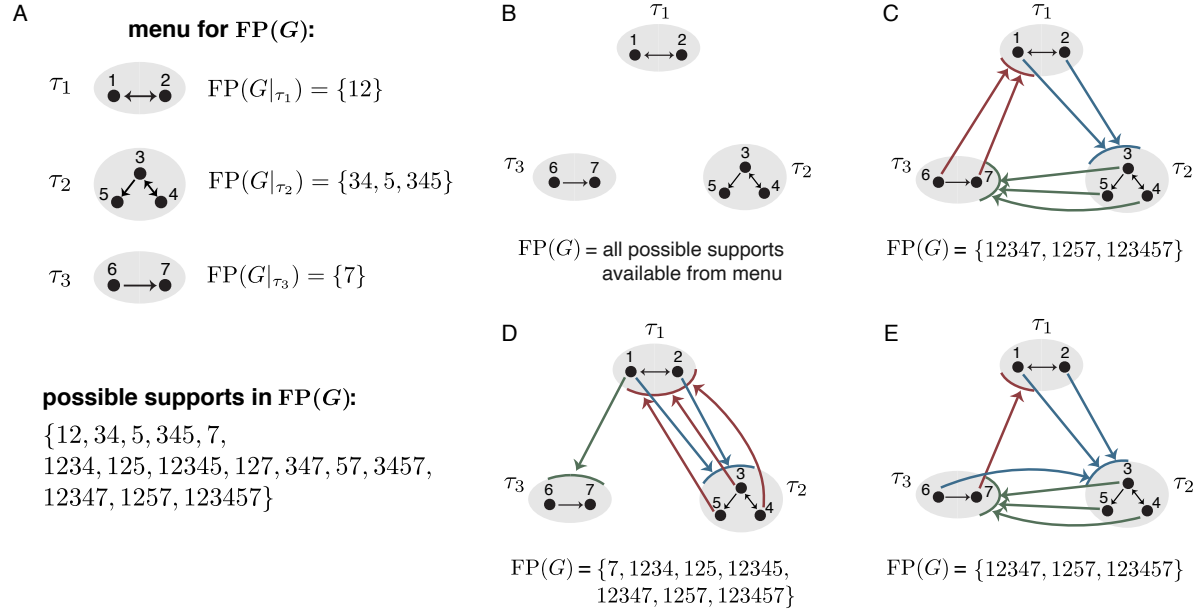 A
menu for FP(G):
τ₁
1 2
FP(G|τ₁) = {12}
τ₂
3
5 4
FP(G|τ₂) = {34, 5, 345}
τ₃
6 7
FP(G|τ₃) = {7}
possible supports in FP(G):
{12, 34, 5, 345, 7,
1234, 125, 12345, 127, 347, 57, 3457,
12347, 1257, 123457}
B
τ₁
1 2
τ₃
6 7
3
5 4
τ₂
FP(G) = all possible supports
available from menu
C
τ₁
1 2
τ₃
6 7
3
5 4
τ₂
FP(G) = {12347, 1257, 123457}
D
τ₁
1 2
τ₃
6 7
3
5 4
τ₂
FP(G) = {7, 1234, 125, 12345,
12347, 1257, 123457}
E
τ₁
1 2
τ₃
6 7
3
5 4
τ₂
FP(G) = {12347, 1257, 123457}